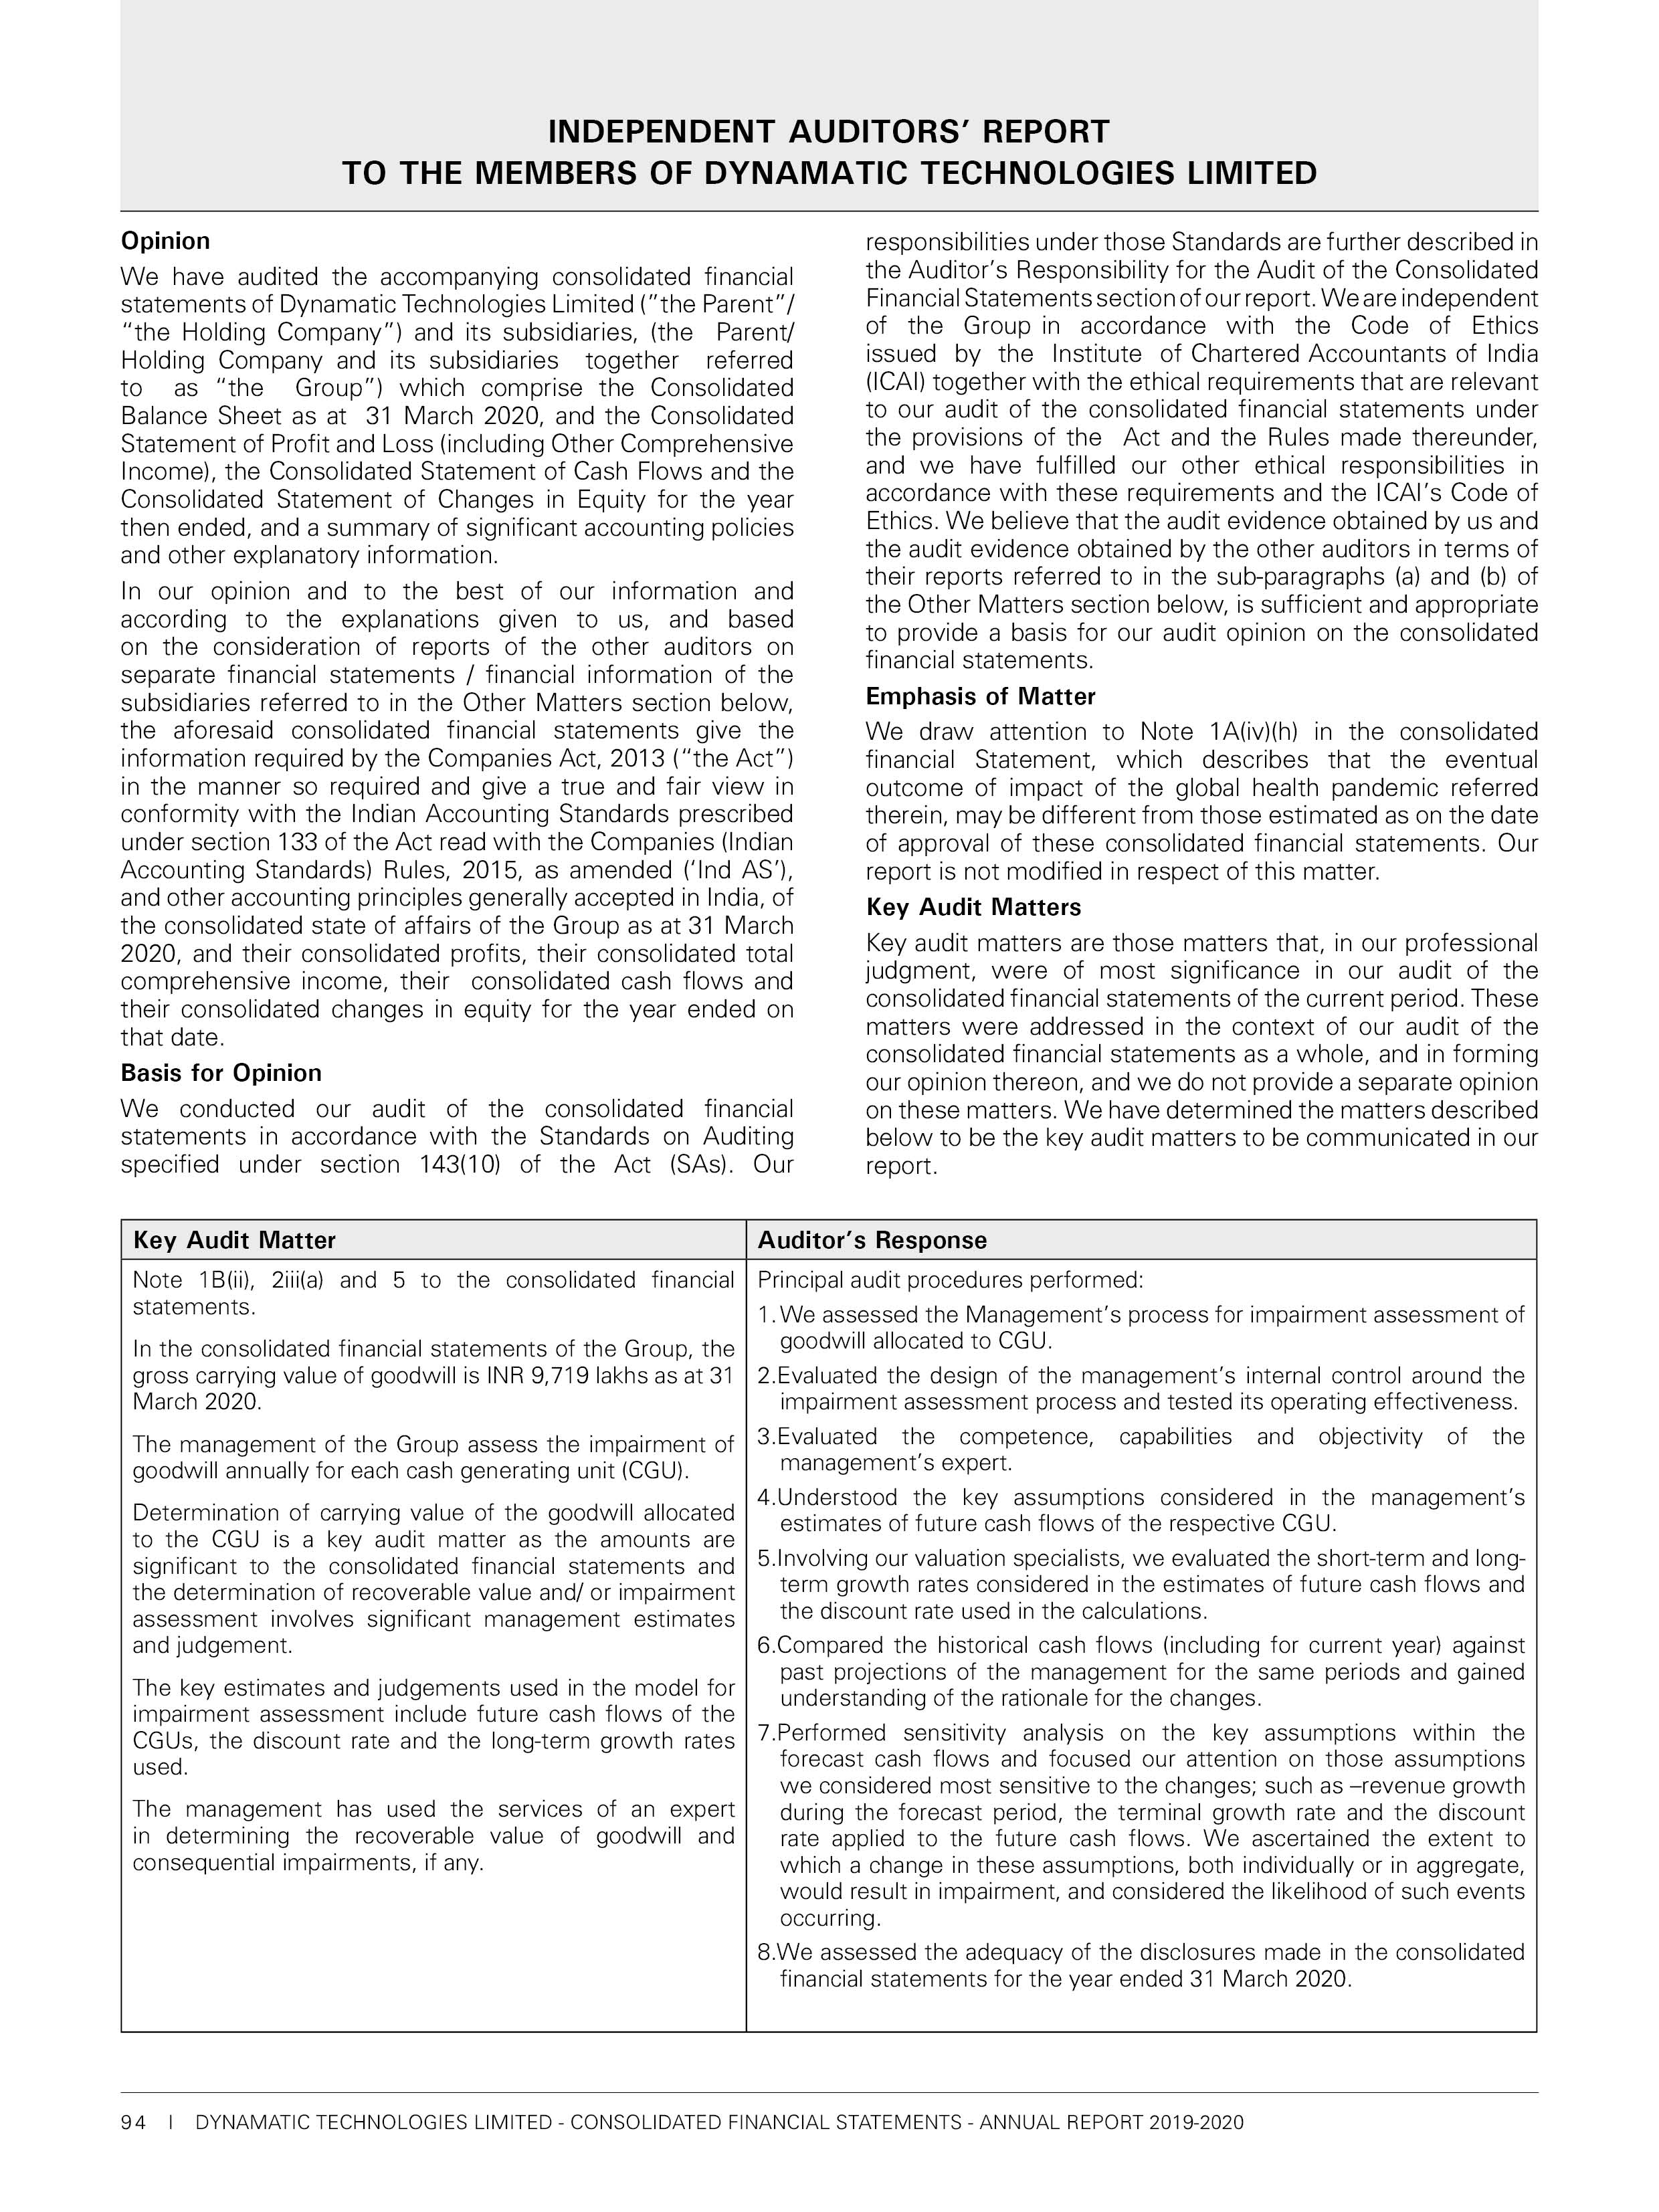 INDEPENDENT AUDITORS’ REPORT
TO THE MEMBERS OF DYNAMATIC TECHNOLOGIES LIMITED
Opinion
We have audited the accompanying consolidated financial
statements of Dynamatic Technologies Limited (”the Parent”/
“the Holding Company”) and its subsidiaries, (the Parent/
Holding Company and its subsidiaries together referred
to as “the Group”) which comprise the Consolidated
Balance Sheet as at 31 March 2020, and the Consolidated
Statement of Profit and Loss (including Other Comprehensive
Income), the Consolidated Statement of Cash Flows and the
Consolidated Statement of Changes in Equity for the year
then ended, and a summary of significant accounting policies
and other explanatory information.
In our opinion and to the best of our information and
according to the explanations given to us, and based
on the consideration of reports of the other auditors on
separate financial statements / financial information of the
subsidiaries referred to in the Other Matters section below,
the aforesaid consolidated financial statements give the
information required by the Companies Act, 2013 (“the Act”)
in the manner so required and give a true and fair view in
conformity with the Indian Accounting Standards prescribed
under section 133 of the Act read with the Companies (Indian
Accounting Standards) Rules, 2015, as amended (‘Ind AS’),
and other accounting principles generally accepted in India, of
the consolidated state of affairs of the Group as at 31 March
2020, and their consolidated profits, their consolidated total
comprehensive income, their consolidated cash flows and
their consolidated changes in equity for the year ended on
that date.
Basis for Opinion
We conducted our audit of the consolidated financial
statements in accordance with the Standards on Auditing
specified under section 143(10) of the Act (SAs). Our
responsibilities under those Standards are further described in
the Auditor’s Responsibility for the Audit of the Consolidated
Financial Statements section of our report. We are independent
of the Group in accordance with the Code of Ethics
issued by the Institute of Chartered Accountants of India
(ICAI) together with the ethical requirements that are relevant
to our audit of the consolidated financial statements under
the provisions of the Act and the Rules made thereunder,
and we have fulfilled our other ethical responsibilities in
accordance with these requirements and the ICAI’s Code of
Ethics. We believe that the audit evidence obtained by us and
the audit evidence obtained by the other auditors in terms of
their reports referred to in the sub-paragraphs (a) and (b) of
the Other Matters section below, is sufficient and appropriate
to provide a basis for our audit opinion on the consolidated
financial statements.
Emphasis of Matter
We draw attention to Note 1A(iv)(h) in the consolidated
financial Statement, which describes that the eventual
outcome of impact of the global health pandemic referred
therein, may be different from those estimated as on the date
of approval of these consolidated financial statements. Our
report is not modified in respect of this matter.
Key Audit Matters
Key audit matters are those matters that, in our professional
judgment, were of most significance in our audit of the
consolidated financial statements of the current period. These
matters were addressed in the context of our audit of the
consolidated financial statements as a whole, and in forming
our opinion thereon, and we do not provide a separate opinion
on these matters. We have determined the matters described
below to be the key audit matters to be communicated in our
report.
Key Audit Matter
Note 1B(ii), 2iii(a) and 5 to the consolidated financial
statements.
In the consolidated financial statements of the Group, the
gross carrying value of goodwill is INR 9,719 lakhs as at 31
March 2020.
The management of the Group assess the impairment of
goodwill annually for each cash generating unit (CGU).
Determination of carrying value of the goodwill allocated
to the CGU is a key audit matter as the amounts are
significant to the consolidated financial statements and
the determination of recoverable value and/ or impairment
assessment involves significant management estimates
and judgement.
The key estimates and judgements used in the model for
impairment assessment include future cash flows of the
CGUs, the discount rate and the long-term growth rates
used.
The management has used the services of an expert
in determining the recoverable value of goodwill and
consequential impairments, if any.
Auditor’s Response
Principal audit procedures performed:
1. We assessed the Management’s process for impairment assessment of
goodwill allocated to CGU.
2.Evaluated the design of the management’s internal control around the
impairment assessment process and tested its operating effectiveness.
3.Evaluated the competence, capabilities and objectivity of the
management’s expert.
4.Understood the key assumptions considered in the management’s
estimates of future cash flows of the respective CGU.
5.Involving our valuation specialists, we evaluated the short-term and long-
term growth rates considered in the estimates of future cash flows and
the discount rate used in the calculations.
6.Compared the historical cash flows (including for current year) against
past projections of the management for the same periods and gained
understanding of the rationale for the changes.
7.Performed sensitivity analysis on the key assumptions within the
forecast cash flows and focused our attention on those assumptions
we considered most sensitive to the changes; such as –revenue growth
during the forecast period, the terminal growth rate and the discount
rate applied to the future cash flows. We ascertained the extent to
which a change in these assumptions, both individually or in aggregate,
would result in impairment, and considered the likelihood of such events
occurring.
8.We assessed the adequacy of the disclosures made in the consolidated
financial statements for the year ended 31 March 2020.
94 I DYNAMATIC TECHNOLOGIES LIMITED - CONSOLIDATED FINANCIAL STATEMENTS - ANNUAL REPORT 2019-2020